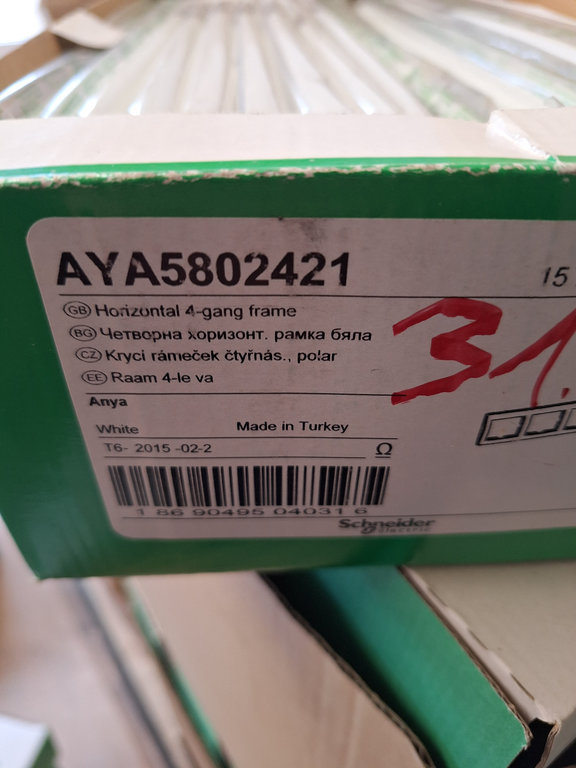 AYA5802421
15
GB Horizontal 4-gang frame
BG Четворна хоризонт. рамка бяла
CZ Krycí rámeček čtyřnás., polar
EE Raam 4-le va
31,
Anya
White Made in Turkey
T6- 2015 -02-2 Ω
1 86 90495 04031 6
Schneider
Electric